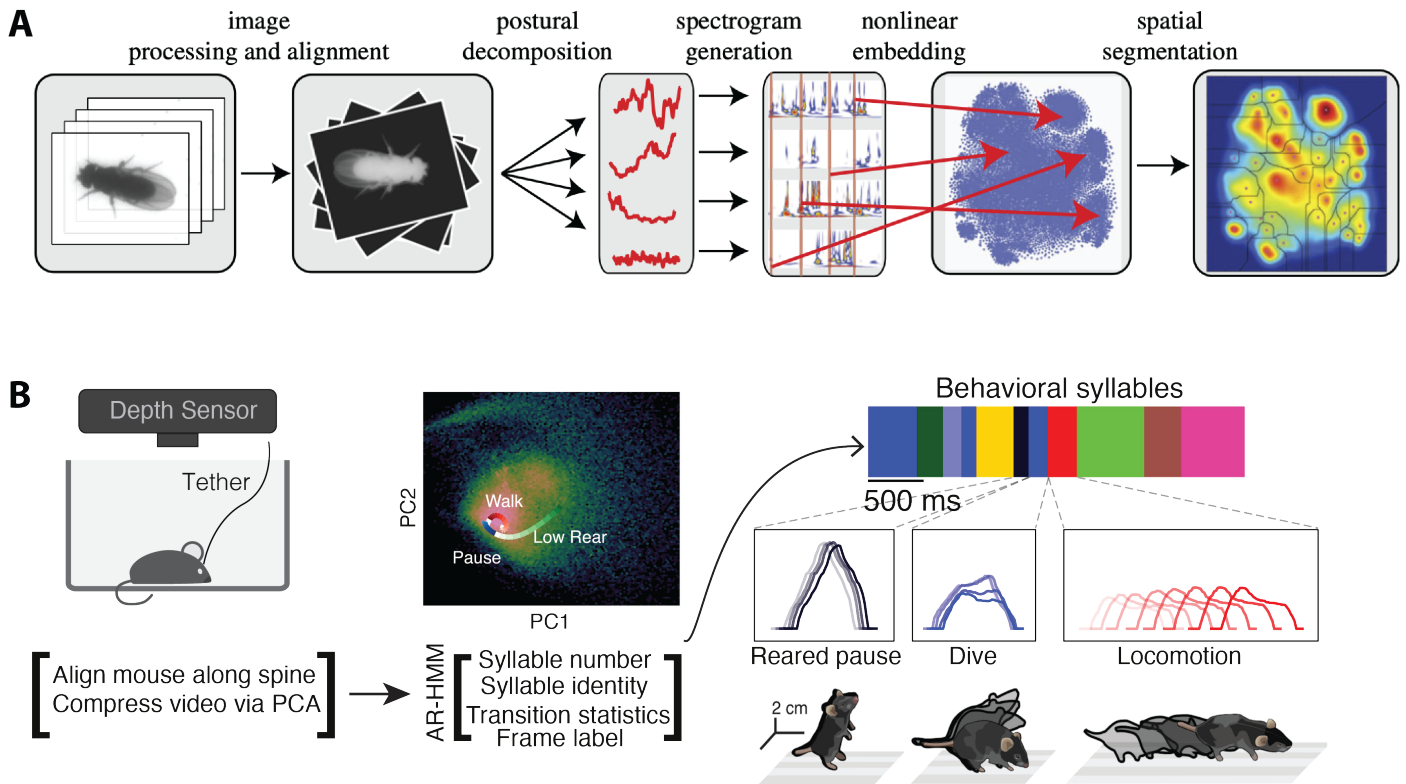 A
image
processing and alignment
postural
decomposition
spectrogram
generation
nonlinear
embedding
spatial
segmentation
B
Depth Sensor
Tether
Align mouse along spine
Compress video via PCA
PC2
Walk
Low Rear
Pause
PC1
AR-HMM
Syllable number
Syllable identity
Transition statistics
Frame label
Behavioral syllables
500 ms
Reared pause
Dive
Locomotion
2 cm